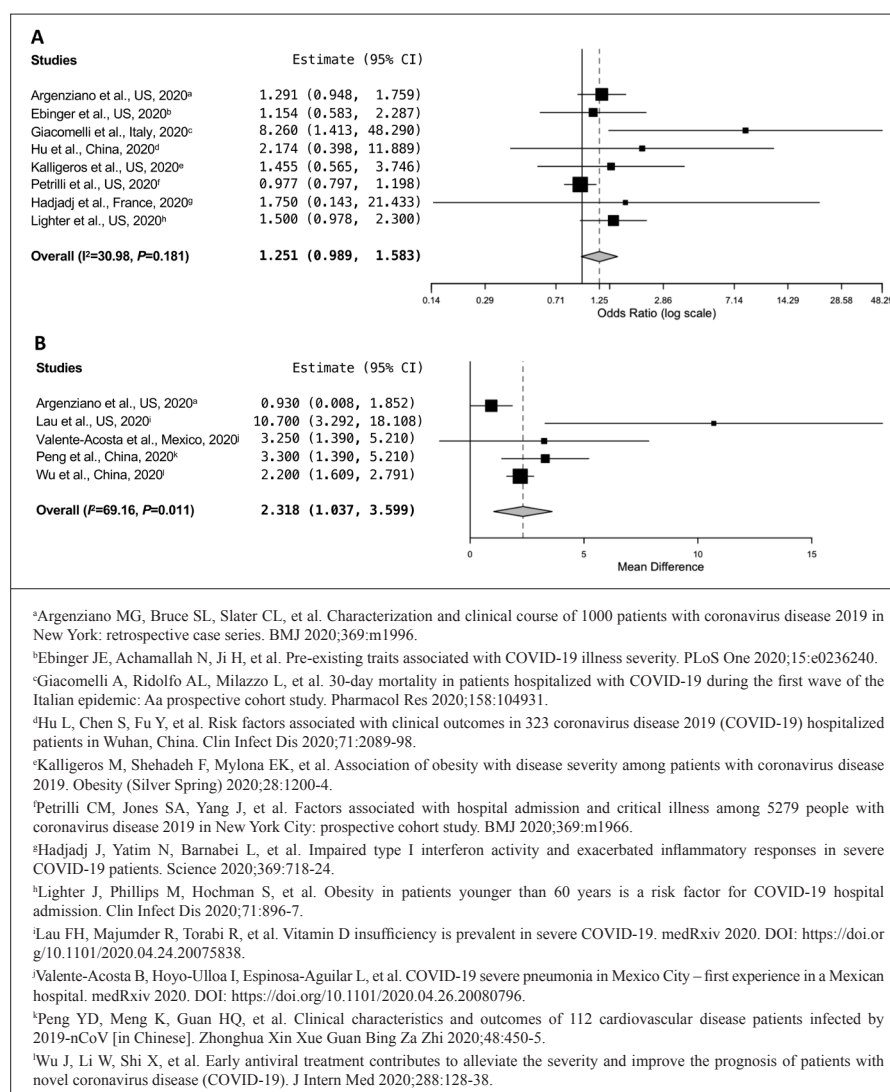 A
Studies Estimate (95% CI)
Argenziano et al., US, 2020ᵃ 1.291 (0.948, 1.759)
Ebinger et al., US, 2020ᵇ 1.154 (0.583, 2.287)
Giacomelli et al., Italy, 2020ᶜ 8.260 (1.413, 48.290)
Hu et al., China, 2020ᵈ 2.174 (0.398, 11.889)
Kalligeros et al., US, 2020ᵉ 1.455 (0.565, 3.746)
Petrilli et al., US, 2020ᶠ 0.977 (0.797, 1.198)
Hadjadj et al., France, 2020ᵍ 1.750 (0.143, 21.433)
Lighter et al., US, 2020ʰ 1.500 (0.978, 2.300)
Overall (I²=30.98, P=0.181) 1.251 (0.989, 1.583)
0.14 0.29 0.71 1.25 2.86 7.14 14.29 28.58 48.29
Odds Ratio (log scale)
B
Studies Estimate (95% CI)
Argenziano et al., US, 2020ᵃ 0.930 (0.008, 1.852)
Lau et al., US, 2020ⁱ 10.700 (3.292, 18.108)
Valente-Acosta et al., Mexico, 2020ʲ 3.250 (1.390, 5.210)
Peng et al., China, 2020ᵏ 3.300 (1.390, 5.210)
Wu et al., China, 2020ˡ 2.200 (1.609, 2.791)
Overall (I²=69.16, P=0.011) 2.318 (1.037, 3.599)
0 5 10 15
Mean Difference
ᵃArgenziano MG, Bruce SL, Slater CL, et al. Characterization and clinical course of 1000 patients with coronavirus disease 2019 in
New York: retrospective case series. BMJ 2020;369:m1996.
ᵇEbinger JE, Achamallah N, Ji H, et al. Pre-existing traits associated with COVID-19 illness severity. PLoS One 2020;15:e0236240.
ᶜGiacomelli A, Ridolfo AL, Milazzo L, et al. 30-day mortality in patients hospitalized with COVID-19 during the first wave of the
Italian epidemic: Aa prospective cohort study. Pharmacol Res 2020;158:104931.
ᵈHu L, Chen S, Fu Y, et al. Risk factors associated with clinical outcomes in 323 coronavirus disease 2019 (COVID-19) hospitalized
patients in Wuhan, China. Clin Infect Dis 2020;71:2089-98.
ᵉKalligeros M, Shehadeh F, Mylona EK, et al. Association of obesity with disease severity among patients with coronavirus disease
2019. Obesity (Silver Spring) 2020;28:1200-4.
ᶠPetrilli CM, Jones SA, Yang J, et al. Factors associated with hospital admission and critical illness among 5279 people with
coronavirus disease 2019 in New York City: prospective cohort study. BMJ 2020;369:m1966.
ᵍHadjadj J, Yatim N, Barnabei L, et al. Impaired type I interferon activity and exacerbated inflammatory responses in severe
COVID-19 patients. Science 2020;369:718-24.
ʰLighter J, Phillips M, Hochman S, et al. Obesity in patients younger than 60 years is a risk factor for COVID-19 hospital
admission. Clin Infect Dis 2020;71:896-7.
ⁱLau FH, Majumder R, Torabi R, et al. Vitamin D insufficiency is prevalent in severe COVID-19. medRxiv 2020. DOI: https://doi.or
g/10.1101/2020.04.24.20075838.
ʲValente-Acosta B, Hoyo-Ulloa I, Espinosa-Aguilar L, et al. COVID-19 severe pneumonia in Mexico City – first experience in a Mexican
hospital. medRxiv 2020. DOI: https://doi.org/10.1101/2020.04.26.20080796.
ᵏPeng YD, Meng K, Guan HQ, et al. Clinical characteristics and outcomes of 112 cardiovascular disease patients infected by
2019-nCoV [in Chinese]. Zhonghua Xin Xue Guan Bing Za Zhi 2020;48:450-5.
ˡWu J, Li W, Shi X, et al. Early antiviral treatment contributes to alleviate the severity and improve the prognosis of patients with
novel coronavirus disease (COVID-19). J Intern Med 2020;288:128-38.